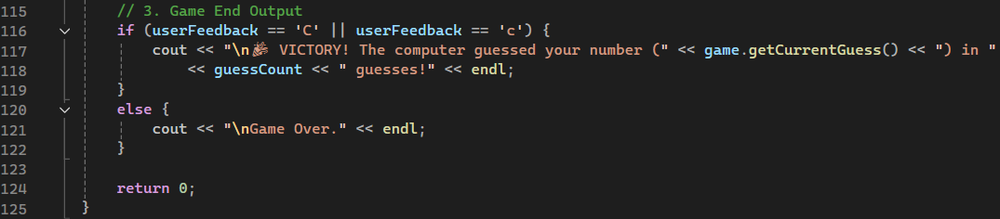 115 // 3. Game End Output
116 if (userFeedback == 'C' || userFeedback == 'c') {
117 cout << "\n🎉 VICTORY! The computer guessed your number (" << game.getCurrentGuess() << ") in "
118 << guessCount << " guesses!" << endl;
119 }
120 else {
121 cout << "\nGame Over." << endl;
122 }
123
124 return 0;
125 }